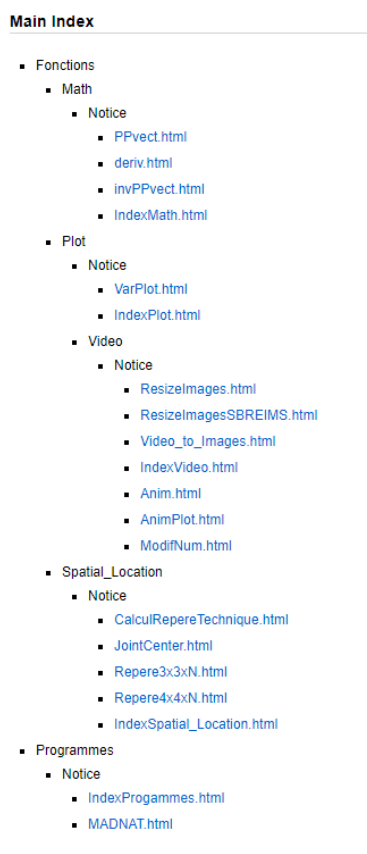 Main Index
Fonctions
Math
Notice
PPvect.html
deriv.html
invPPvect.html
IndexMath.html
Plot
Notice
VarPlot.html
IndexPlot.html
Video
Notice
ResizeImages.html
ResizeImagesSBREIMS.html
Video_to_Images.html
IndexVideo.html
Anim.html
AnimPlot.html
ModifNum.html
Spatial_Location
Notice
CalculRepereTechnique.html
JointCenter.html
Repere3x3xN.html
Repere4x4xN.html
IndexSpatial_Location.html
Programmes
Notice
IndexProgammes.html
MADNAT.html